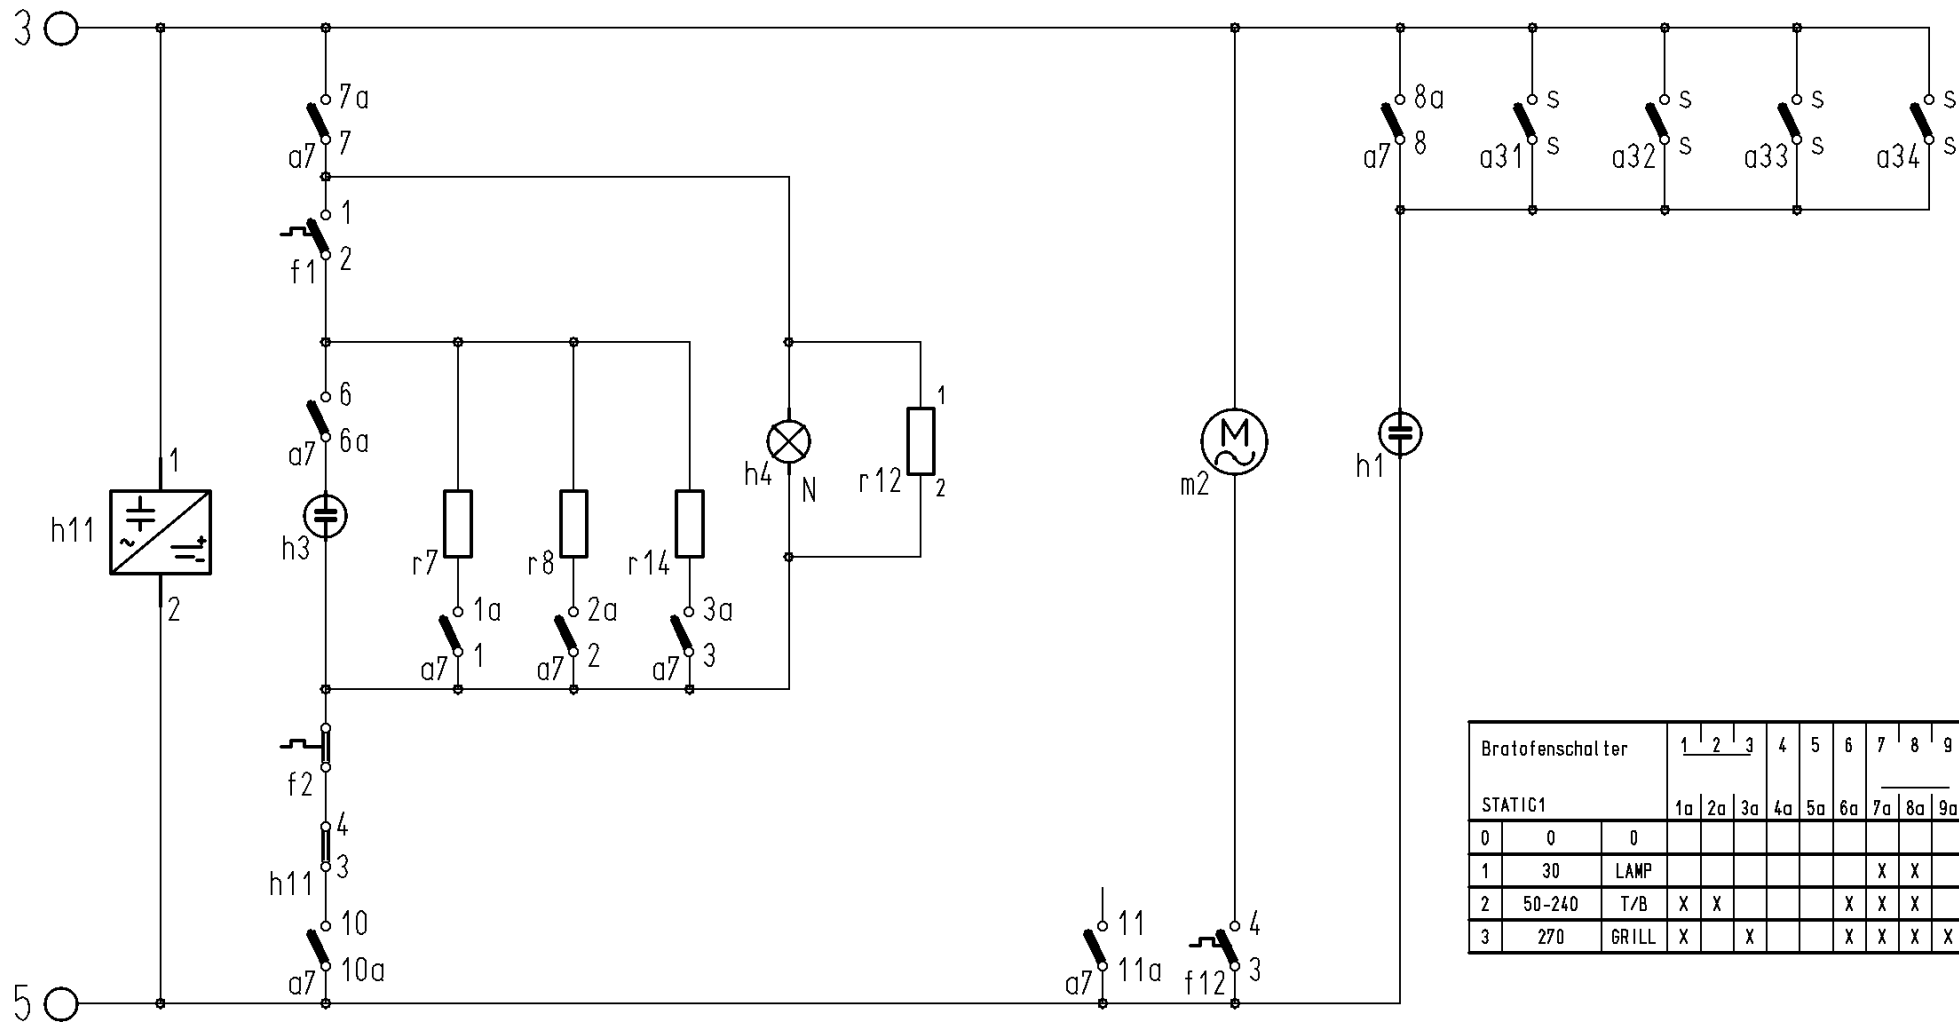 3
7a 8a s s s s
7 8 s s s s
a7 a7 a31 a32 a33 a34
1
2
f1
6 1
6a M
a7 h4 N r12 2 m2 h1
1
h11 h3 r7 r8 r14
2 1a 2a 3a
1 2 3
a7 a7 a7
f2
4
3
h11
10 11 4
10a 11a 3
a7 a7 f12
5
Bratofenschalter 1 2 3 4 5 6 7 8 9
STATIG1 1a 2a 3a 4a 5a 6a 7a 8a 9a
0 0 0
1 30 LAMP X X
2 50-240 T/B X X X X X
3 270 GRILL X X X X X X